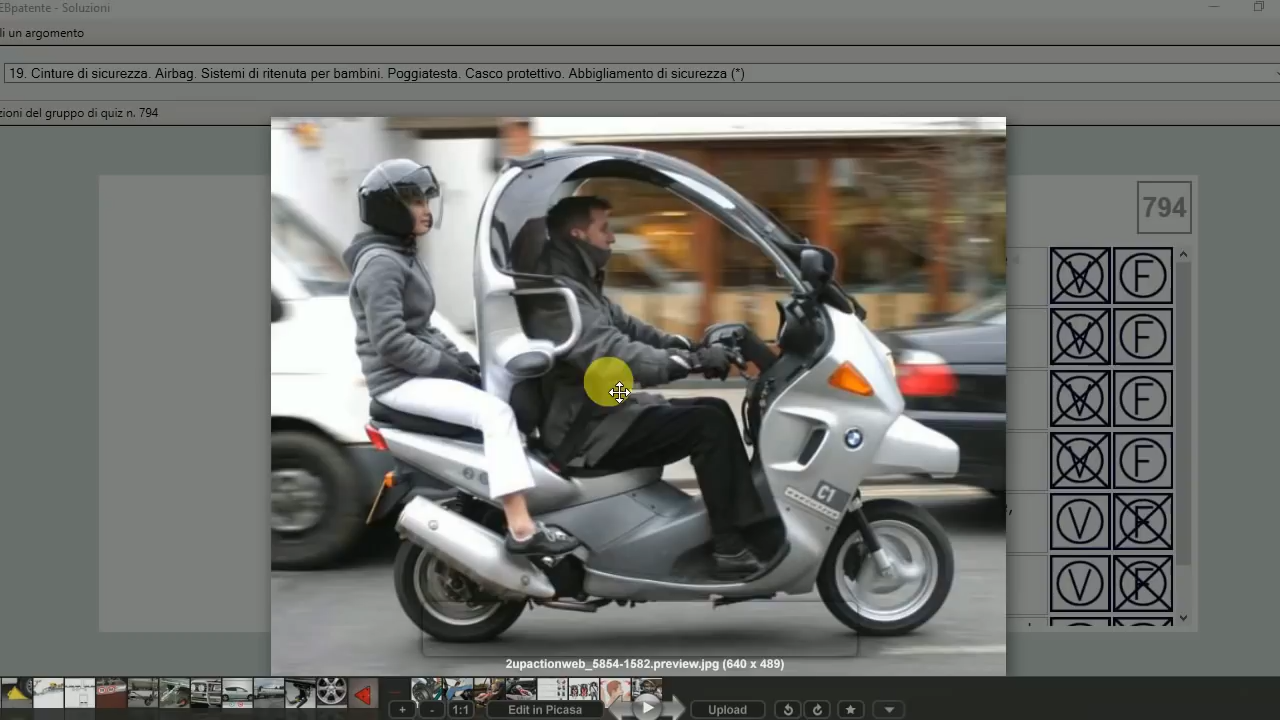 EBpatente - Soluzioni
li un argomento
19. Cinture di sicurezza. Airbag. Sistemi di ritenuta per bambini. Poggiatesta. Casco protettivo. Abbigliamento di sicurezza (*)
zioni del gruppo di quiz n. 794
794
V F
V F
V F
V F
V F
V F
C1
2upactionweb_5854-1582.preview.jpg (640 x 489)
+ - 1:1 Edit in Picasa Upload